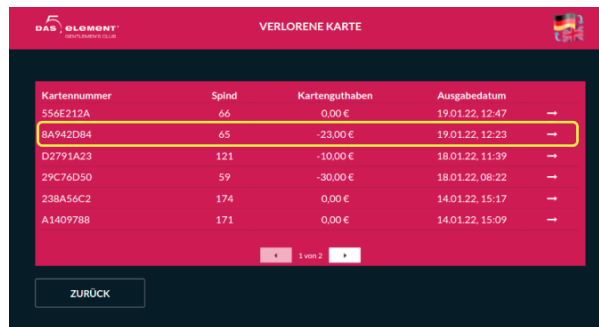 DAS ELEMENT
GENTLEMEN'S CLUB
VERLORENE KARTE
Kartennummer Spind Kartenguthaben Ausgabedatum
556E212A 66 0,00 € 19.01.22, 12:47 →
8A942D84 65 -23,00 € 19.01.22, 12:23 →
D2791A23 121 -10,00 € 18.01.22, 11:39 →
29C76D50 59 -30,00 € 18.01.22, 08:22 →
238A56C2 174 0,00 € 14.01.22, 15:17 →
A1409788 171 0,00 € 14.01.22, 15:09 →
1 von 2
ZURÜCK